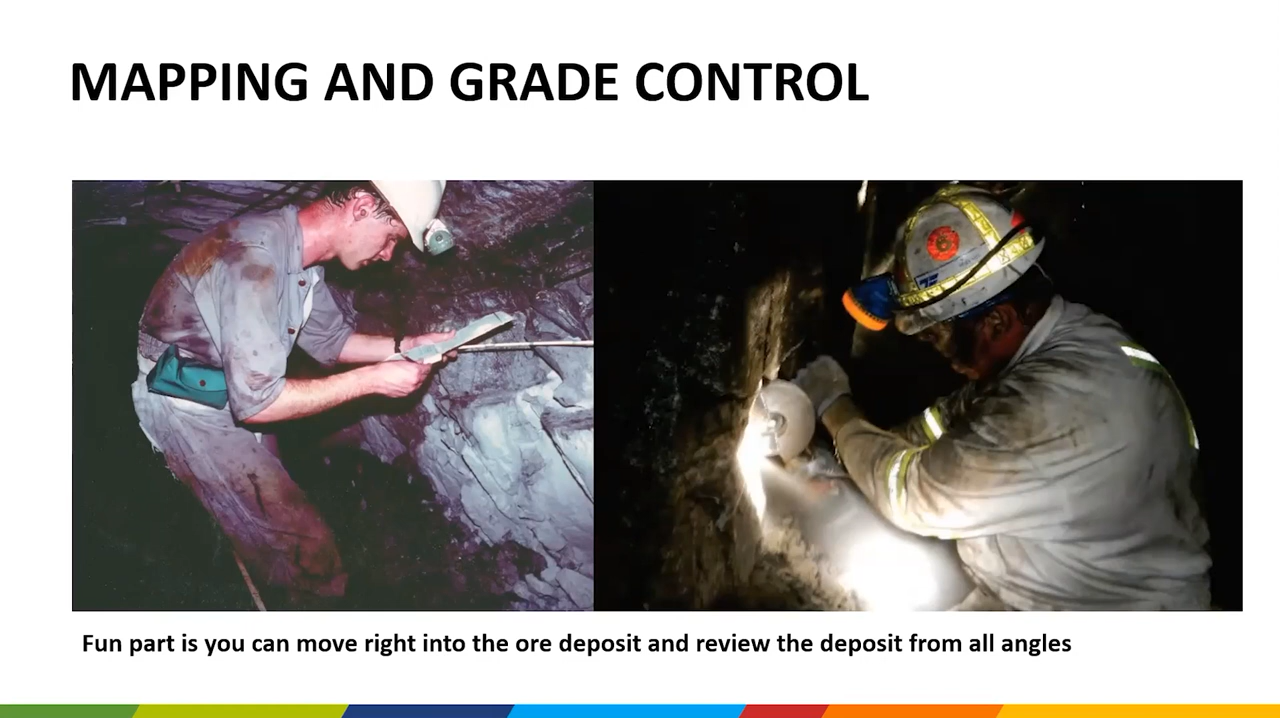 MAPPING AND GRADE CONTROL
Fun part is you can move right into the ore deposit and review the deposit from all angles